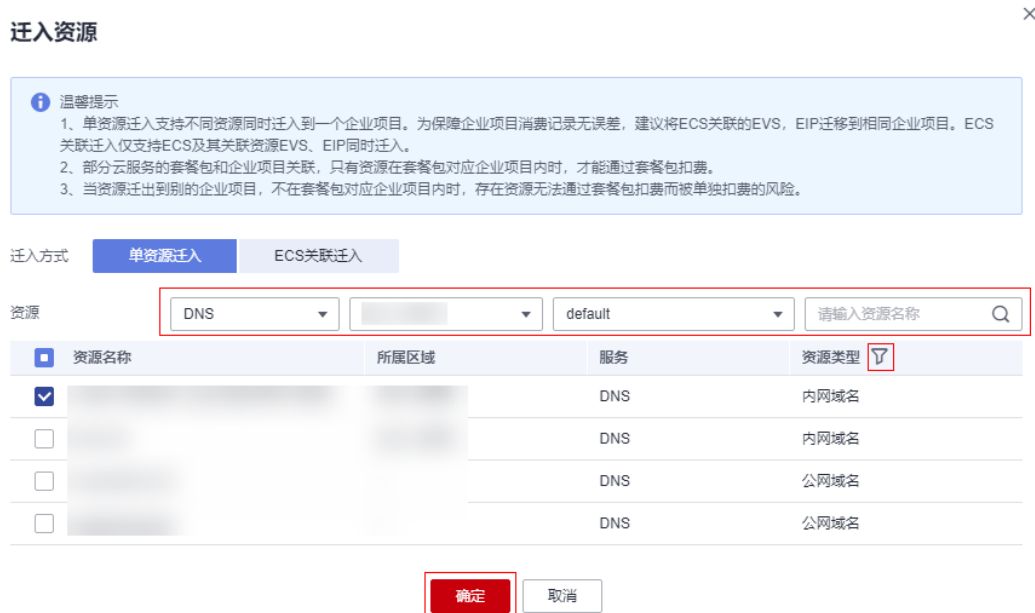 迁入资源
温馨提示
1、单资源迁入支持不同资源同时迁入到一个企业项目。为保障企业项目消费记录无误差，建议将ECS关联的EVS，EIP迁移到相同企业项目。ECS
关联迁入仅支持ECS及其关联资源EVS、EIP同时迁入。
2、部分云服务的套餐包和企业项目关联，只有资源在套餐包对应企业项目内时，才能通过套餐包扣费。
3、当资源迁出到别的企业项目，不在套餐包对应企业项目内时，存在资源无法通过套餐包扣费而被单独扣费的风险。
迁入方式 单资源迁入 ECS关联迁入
资源 DNS default 请输入资源名称
资源名称 所属区域 服务 资源类型
DNS 内网域名
DNS 内网域名
DNS 公网域名
DNS 公网域名
确定 取消